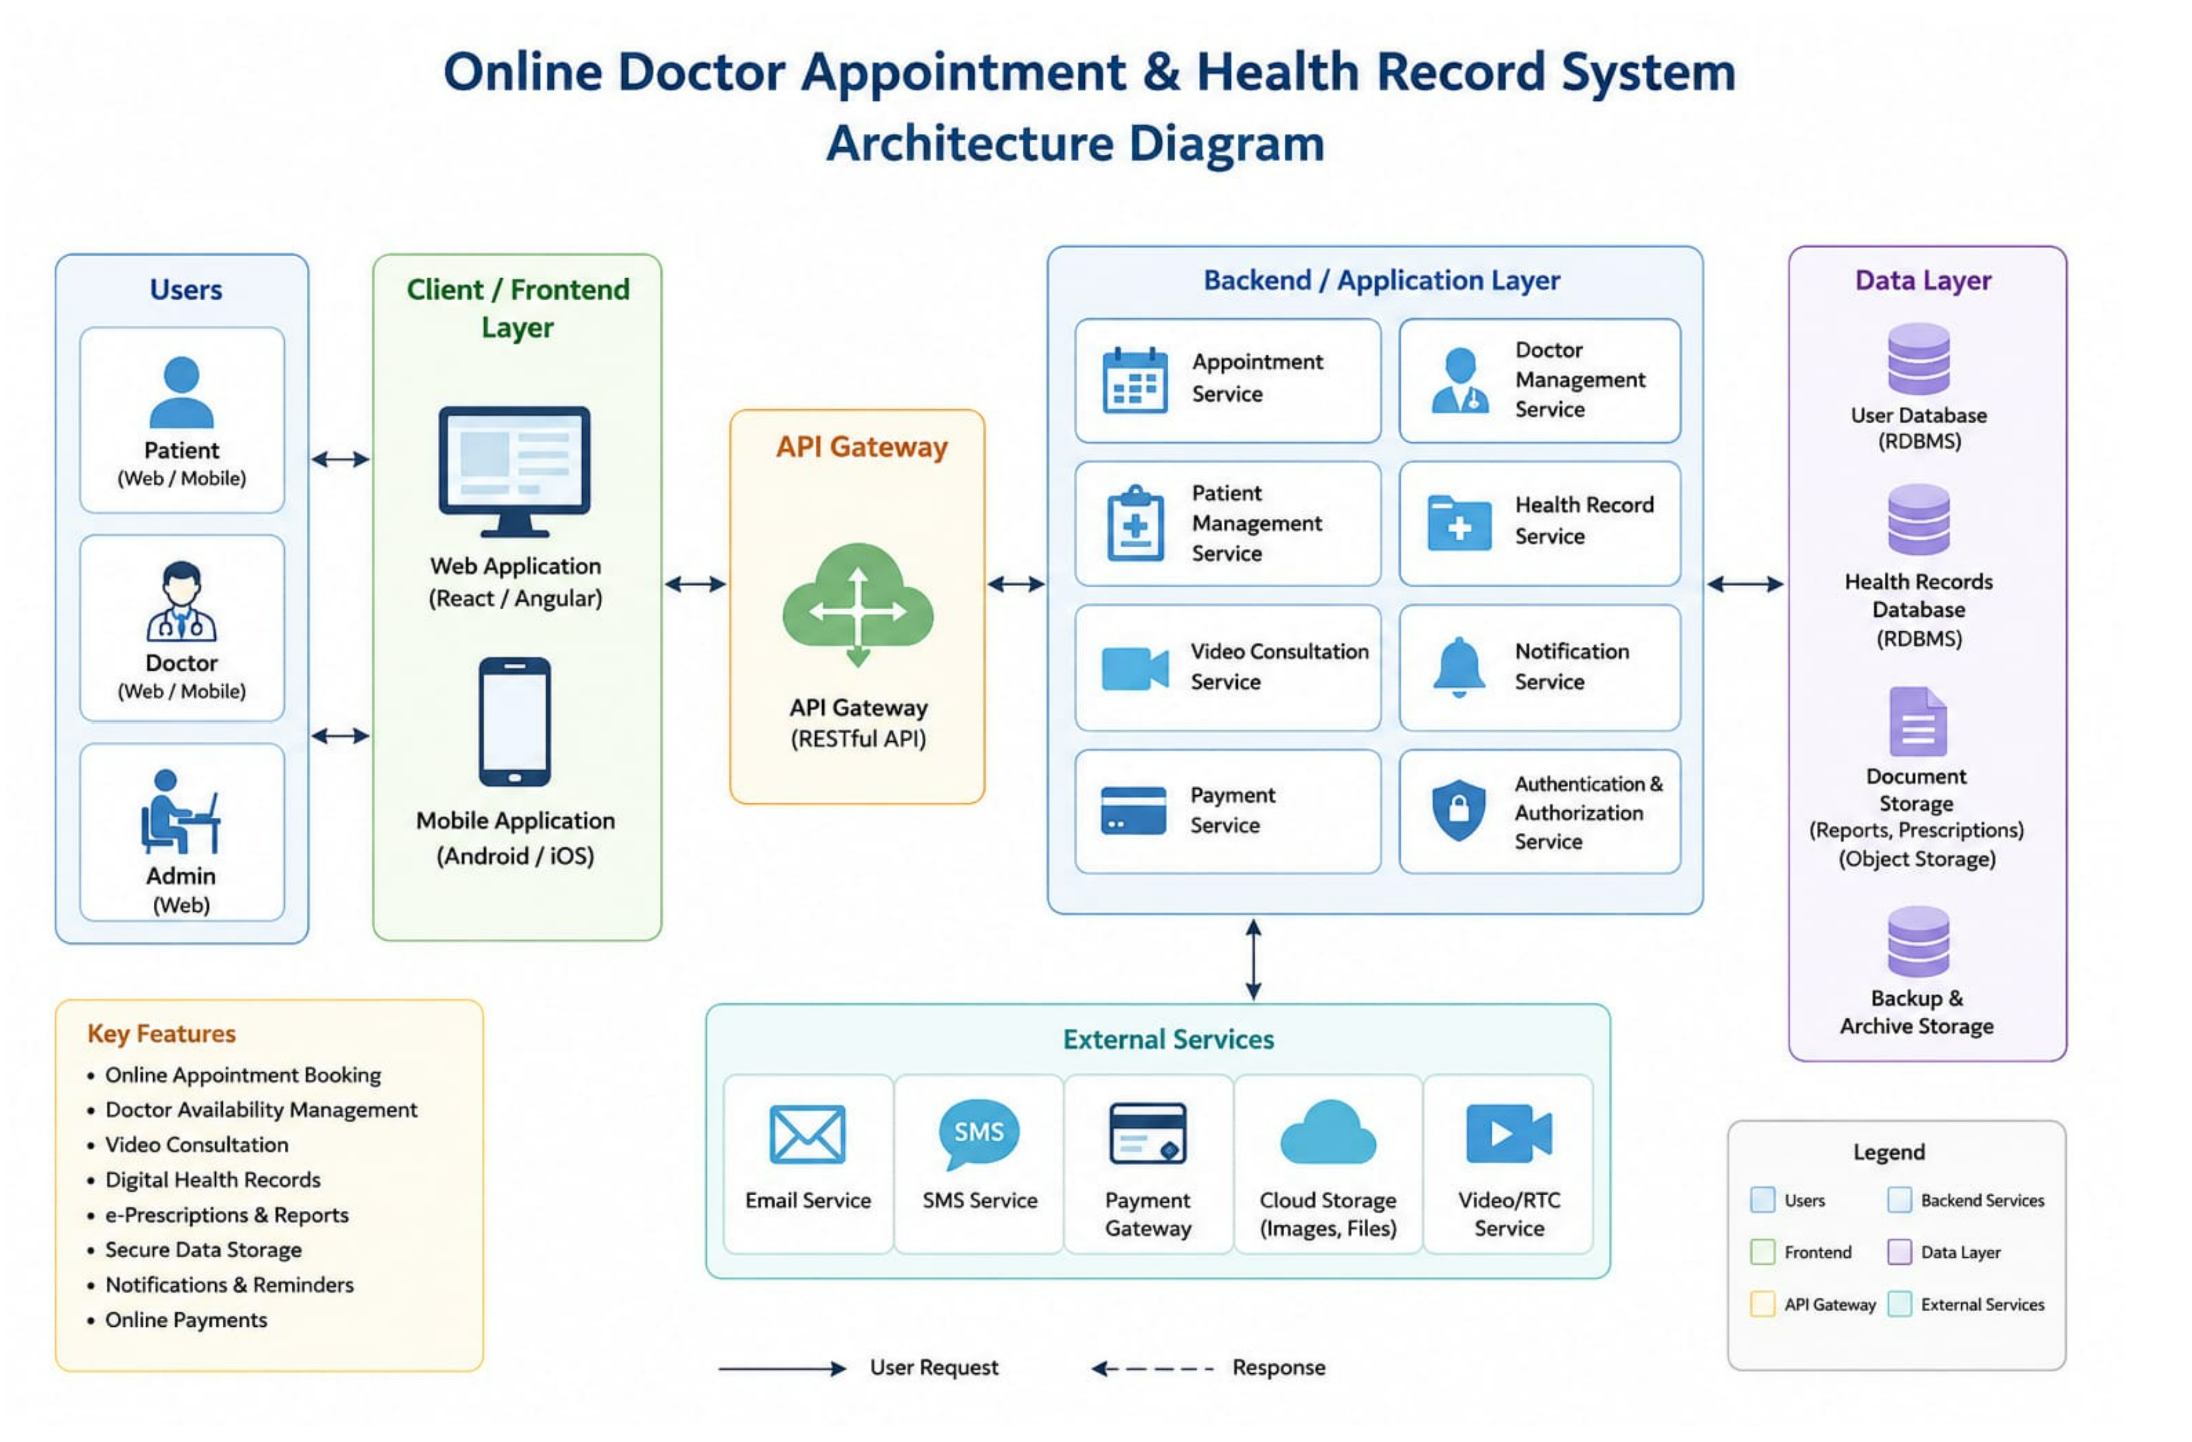 Online Doctor Appointment & Health Record System
Architecture Diagram
Users
Patient
(Web / Mobile)
Doctor
(Web / Mobile)
Admin
(Web)
Client / Frontend
Layer
Web Application
(React / Angular)
Mobile Application
(Android / iOS)
API Gateway
API Gateway
(RESTful API)
Backend / Application Layer
Appointment
Service
Doctor
Management
Service
Patient
Management
Service
Health Record
Service
Video Consultation
Service
Notification
Service
Payment
Service
Authentication &
Authorization
Service
Data Layer
User Database
(RDBMS)
Health Records
Database
(RDBMS)
Document
Storage
(Reports, Prescriptions)
(Object Storage)
Backup &
Archive Storage
Key Features
• Online Appointment Booking
• Doctor Availability Management
• Video Consultation
• Digital Health Records
• e-Prescriptions & Reports
• Secure Data Storage
• Notifications & Reminders
• Online Payments
External Services
Email Service
SMS
SMS Service
Payment
Gateway
Cloud Storage
(Images, Files)
Video/RTC
Service
Legend
Users
Backend Services
Frontend
Data Layer
API Gateway
External Services
User Request
Response